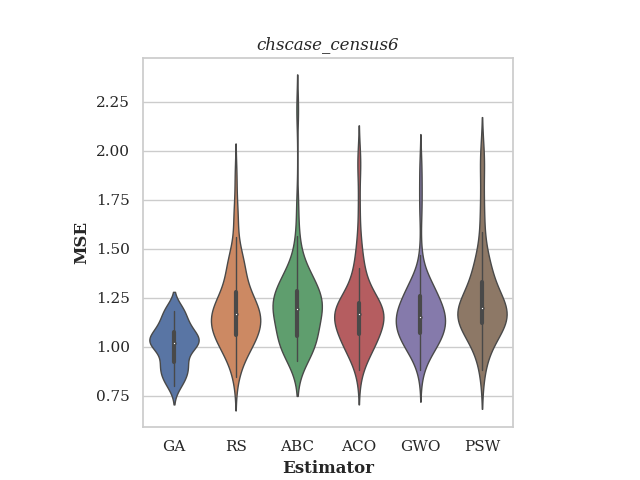 chscase_census6
2.25
2.00
1.75
1.50
1.25
1.00
0.75
MSE
GA RS ABC ACO GWO PSW
Estimator